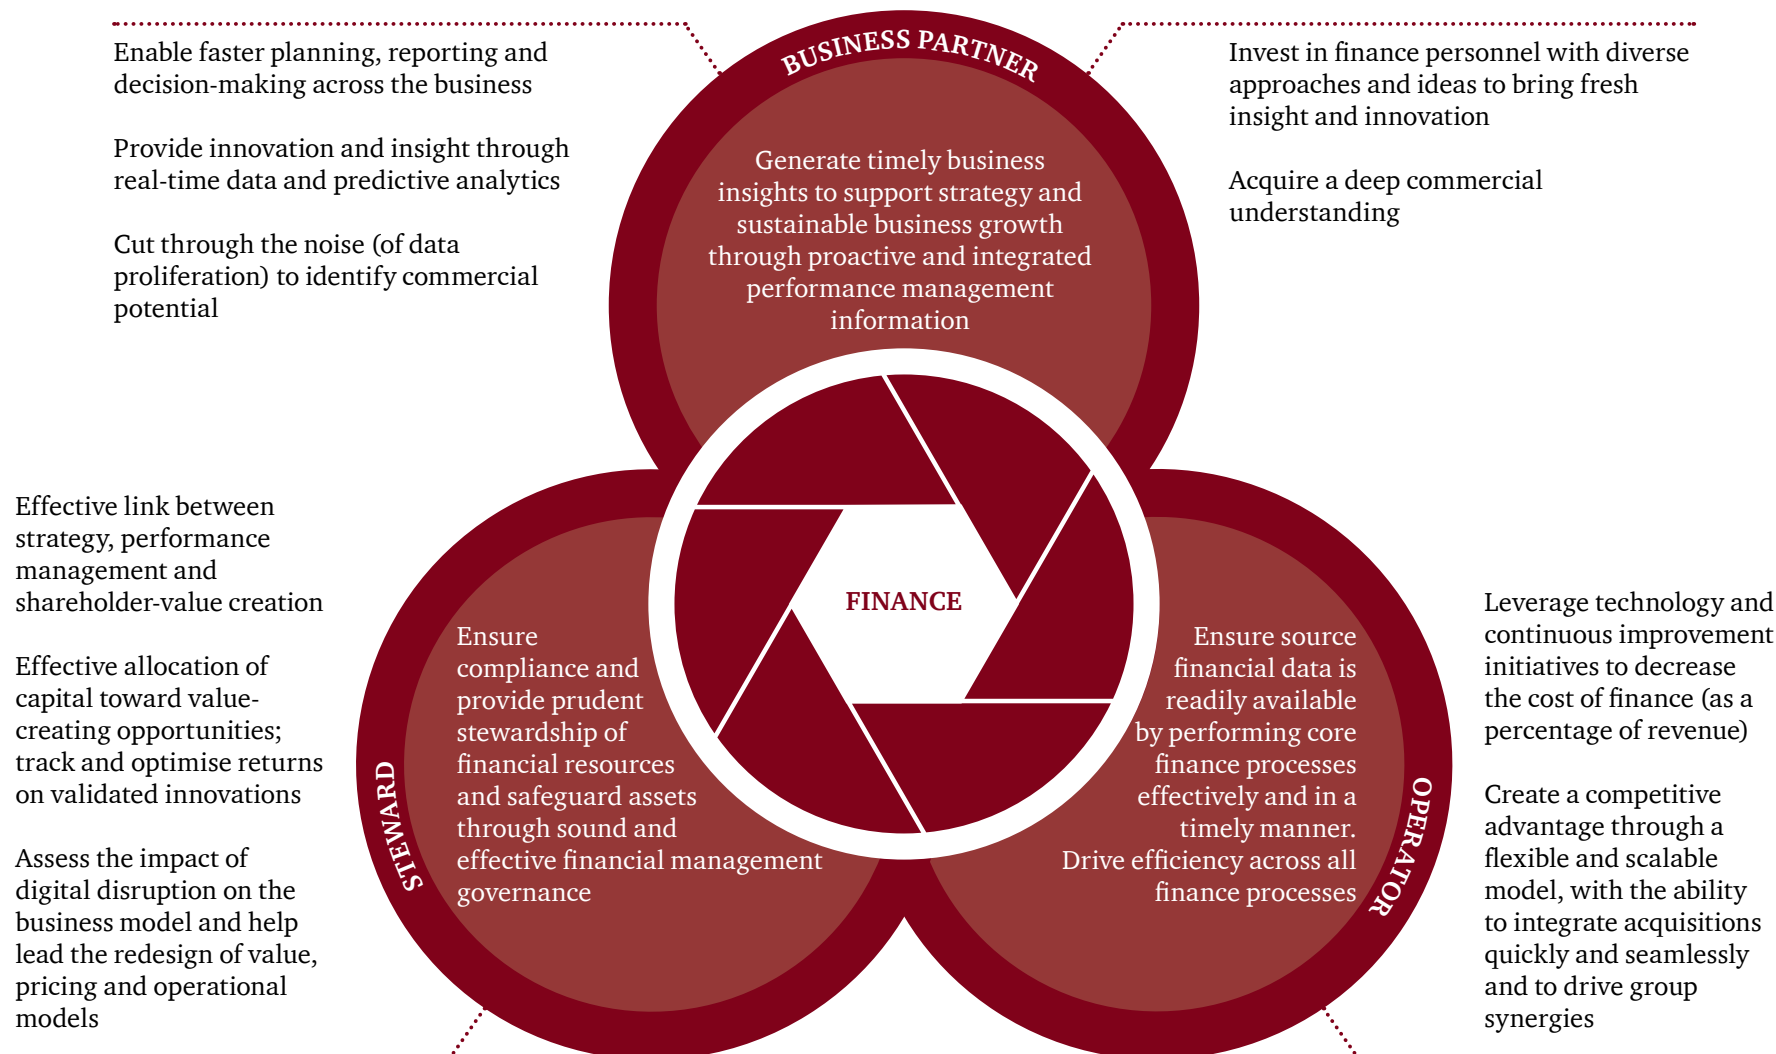 BUSINESS PARTNER
Enable faster planning, reporting and
decision-making across the business
Provide innovation and insight through
real-time data and predictive analytics
Cut through the noise (of data
proliferation) to identify commercial
potential
Invest in finance personnel with diverse
approaches and ideas to bring fresh
insight and innovation
Acquire a deep commercial
understanding
Generate timely business
insights to support strategy and
sustainable business growth
through proactive and integrated
performance management
information
FINANCE
Effective link between
strategy, performance
management and
shareholder-value creation
Effective allocation of
capital toward value-
creating opportunities;
track and optimise returns
on validated innovations
Assess the impact of
digital disruption on the
business model and help
lead the redesign of value,
pricing and operational
models
STEWARD
Ensure
compliance and
provide prudent
stewardship of
financial resources
and safeguard assets
through sound and
effective financial management
governance
Ensure source
financial data is
readily available
by performing core
finance processes
effectively and in a
timely manner.
Drive efficiency across all
finance processes
OPERATOR
Leverage technology and
continuous improvement
initiatives to decrease
the cost of finance (as a
percentage of revenue)
Create a competitive
advantage through a
flexible and scalable
model, with the ability
to integrate acquisitions
quickly and seamlessly
and to drive group
synergies